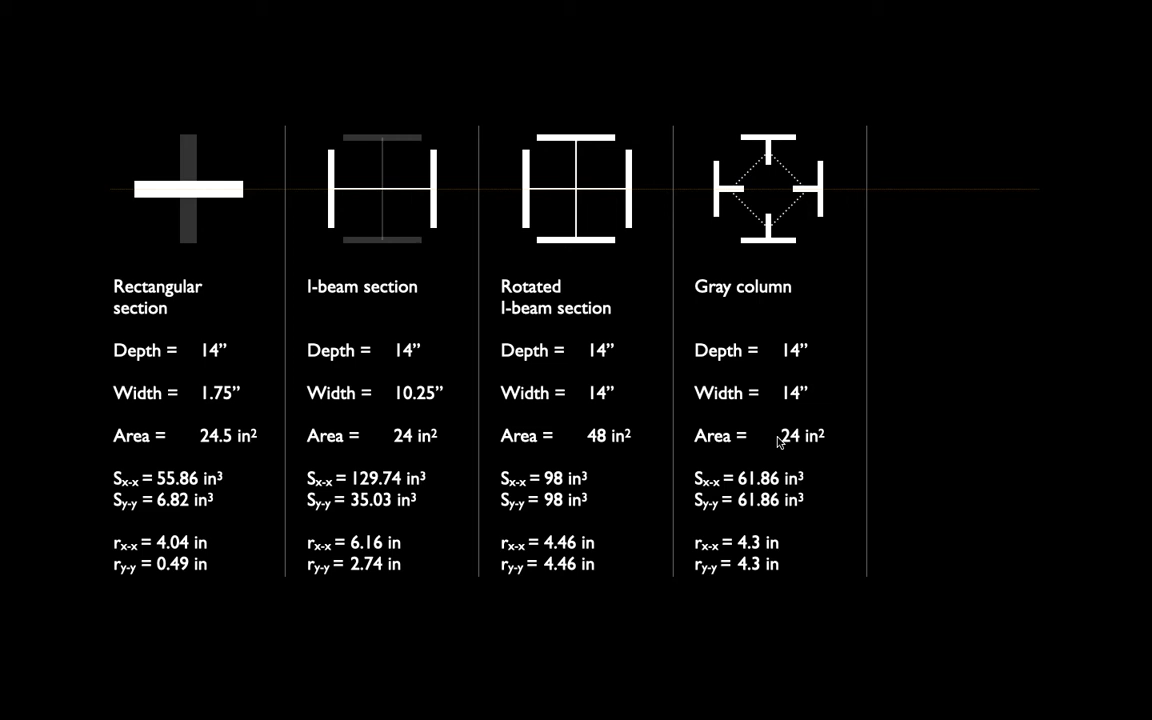 Rectangular
section
Depth = 14”
Width = 1.75”
Area = 24.5 in²
Sx-x = 55.86 in³
Sy-y = 6.82 in³
rx-x = 4.04 in
ry-y = 0.49 in
I-beam section
Depth = 14”
Width = 10.25”
Area = 24 in²
Sx-x = 129.74 in³
Sy-y = 35.03 in³
rx-x = 6.16 in
ry-y = 2.74 in
Rotated
I-beam section
Depth = 14”
Width = 14”
Area = 48 in²
Sx-x = 98 in³
Sy-y = 98 in³
rx-x = 4.46 in
ry-y = 4.46 in
Gray column
Depth = 14”
Width = 14”
Area = 24 in²
Sx-x = 61.86 in³
Sy-y = 61.86 in³
rx-x = 4.3 in
ry-y = 4.3 in